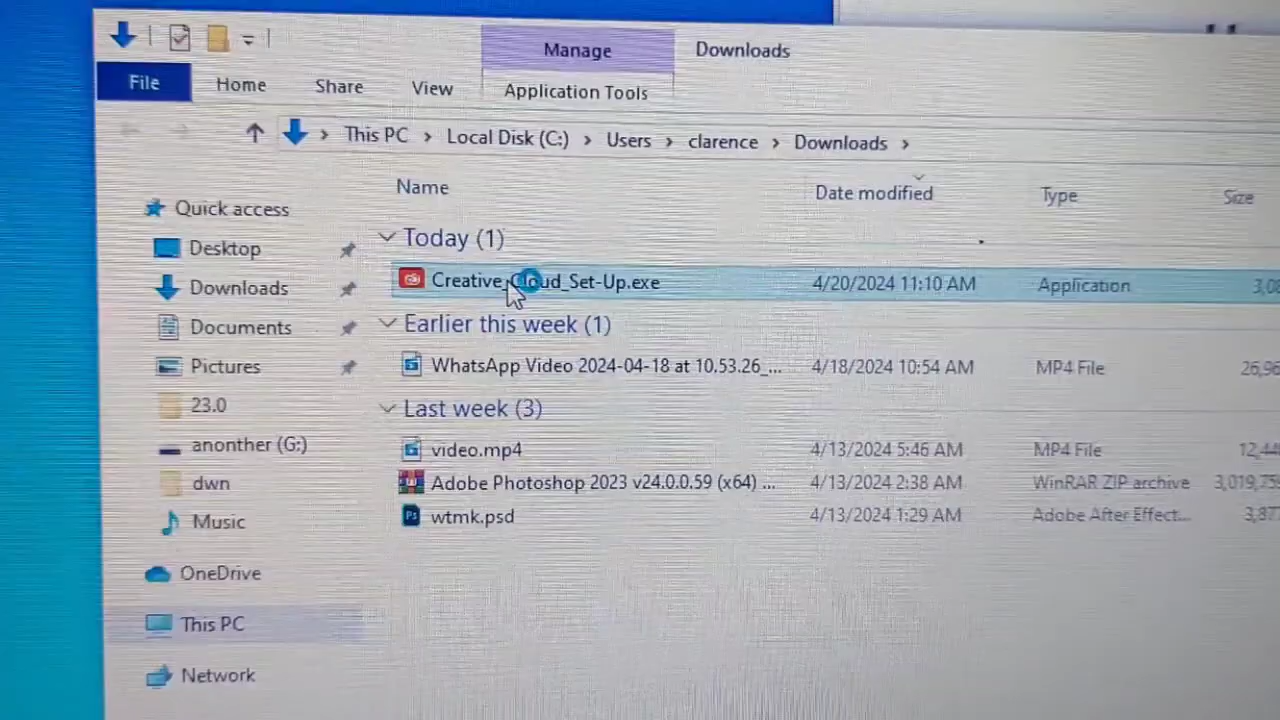 Manage Downloads
File Home Share View Application Tools
This PC > Local Disk (C:) > Users > clarence > Downloads >
Name Date modified Type Size
Quick access
Desktop
Downloads
Documents
Pictures
23.0
anonther (G:)
dwn
Music
OneDrive
This PC
Network
Today (1)
Creative_Cloud_Set-Up.exe 4/20/2024 11:10 AM Application 3,08
Earlier this week (1)
WhatsApp Video 2024-04-18 at 10.53.26_... 4/18/2024 10:54 AM MP4 File 26,96
Last week (3)
video.mp4 4/13/2024 5:46 AM MP4 File 12,44
Adobe Photoshop 2023 v24.0.0.59 (x64) ... 4/13/2024 2:38 AM WinRAR ZIP archive 3,019,759
wtmk.psd 4/13/2024 1:29 AM Adobe After Effect... 3,87